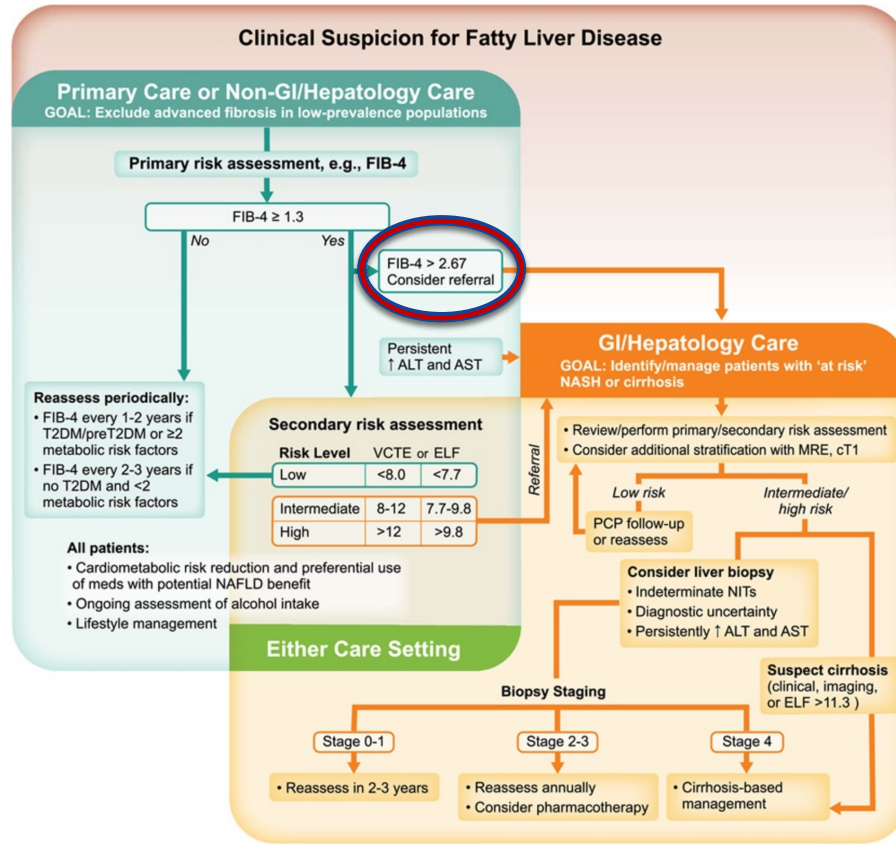 Clinical Suspicion for Fatty Liver Disease
Primary Care or Non-GI/Hepatology Care
GOAL: Exclude advanced fibrosis in low-prevalence populations
Primary risk assessment, e.g., FIB-4
FIB-4 ≥ 1.3
No
Yes
FIB-4 > 2.67
Consider referral
Persistent
↑ ALT and AST
GI/Hepatology Care
GOAL: Identify/manage patients with ‘at risk’
NASH or cirrhosis
Reassess periodically:
• FIB-4 every 1-2 years if
T2DM/preT2DM or ≥2
metabolic risk factors
• FIB-4 every 2-3 years if
no T2DM and <2
metabolic risk factors
Secondary risk assessment
Risk Level VCTE or ELF
Low <8.0 <7.7
Intermediate 8-12 7.7-9.8
High >12 >9.8
Referral
• Review/perform primary/secondary risk assessment
• Consider additional stratification with MRE, cT1
Low risk
Intermediate/
high risk
PCP follow-up
or reassess
All patients:
• Cardiometabolic risk reduction and preferential use
of meds with potential NAFLD benefit
• Ongoing assessment of alcohol intake
• Lifestyle management
Consider liver biopsy
• Indeterminate NITs
• Diagnostic uncertainty
• Persistently ↑ ALT and AST
Either Care Setting
Suspect cirrhosis
(clinical, imaging,
or ELF >11.3 )
Biopsy Staging
Stage 0-1
Stage 2-3
Stage 4
• Reassess in 2-3 years
• Reassess annually
• Consider pharmacotherapy
• Cirrhosis-based
management